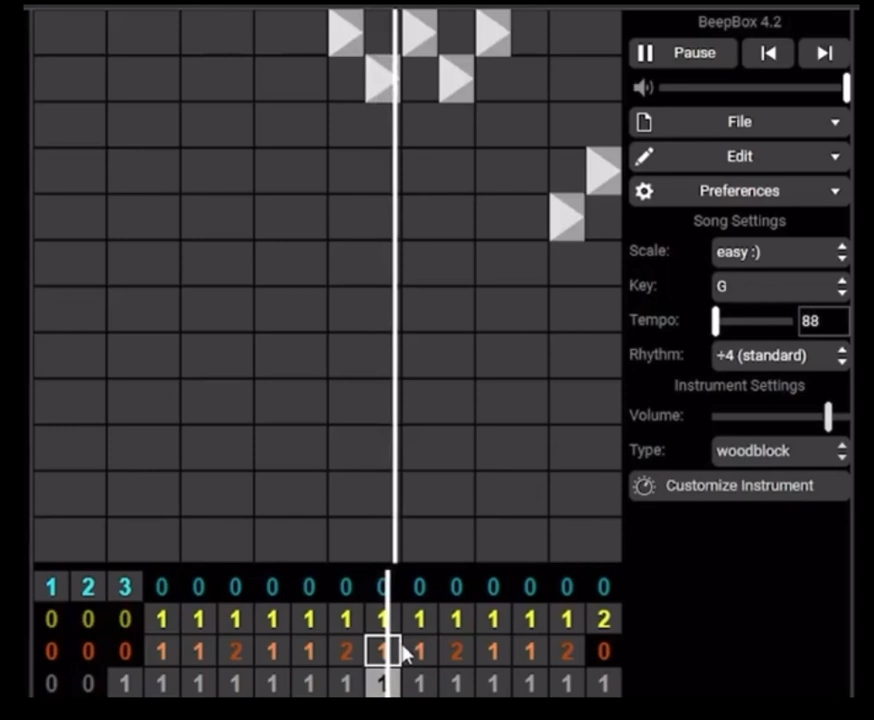 BeepBox 4.2
Pause
File
Edit
Preferences
Song Settings
Scale: easy :)
Key: G
Tempo: 88
Rhythm: ÷4 (standard)
Instrument Settings
Volume:
Type: woodblock
Customize Instrument
1 2 3 0 0 0 0 0 0 0 0 0 0 0 0 0
0 0 0 1 1 1 1 1 1 1 1 1 1 1 1 2
0 0 0 1 1 2 1 1 2 1 1 2 1 1 2 0
0 0 1 1 1 1 1 1 1 1 1 1 1 1 1 1